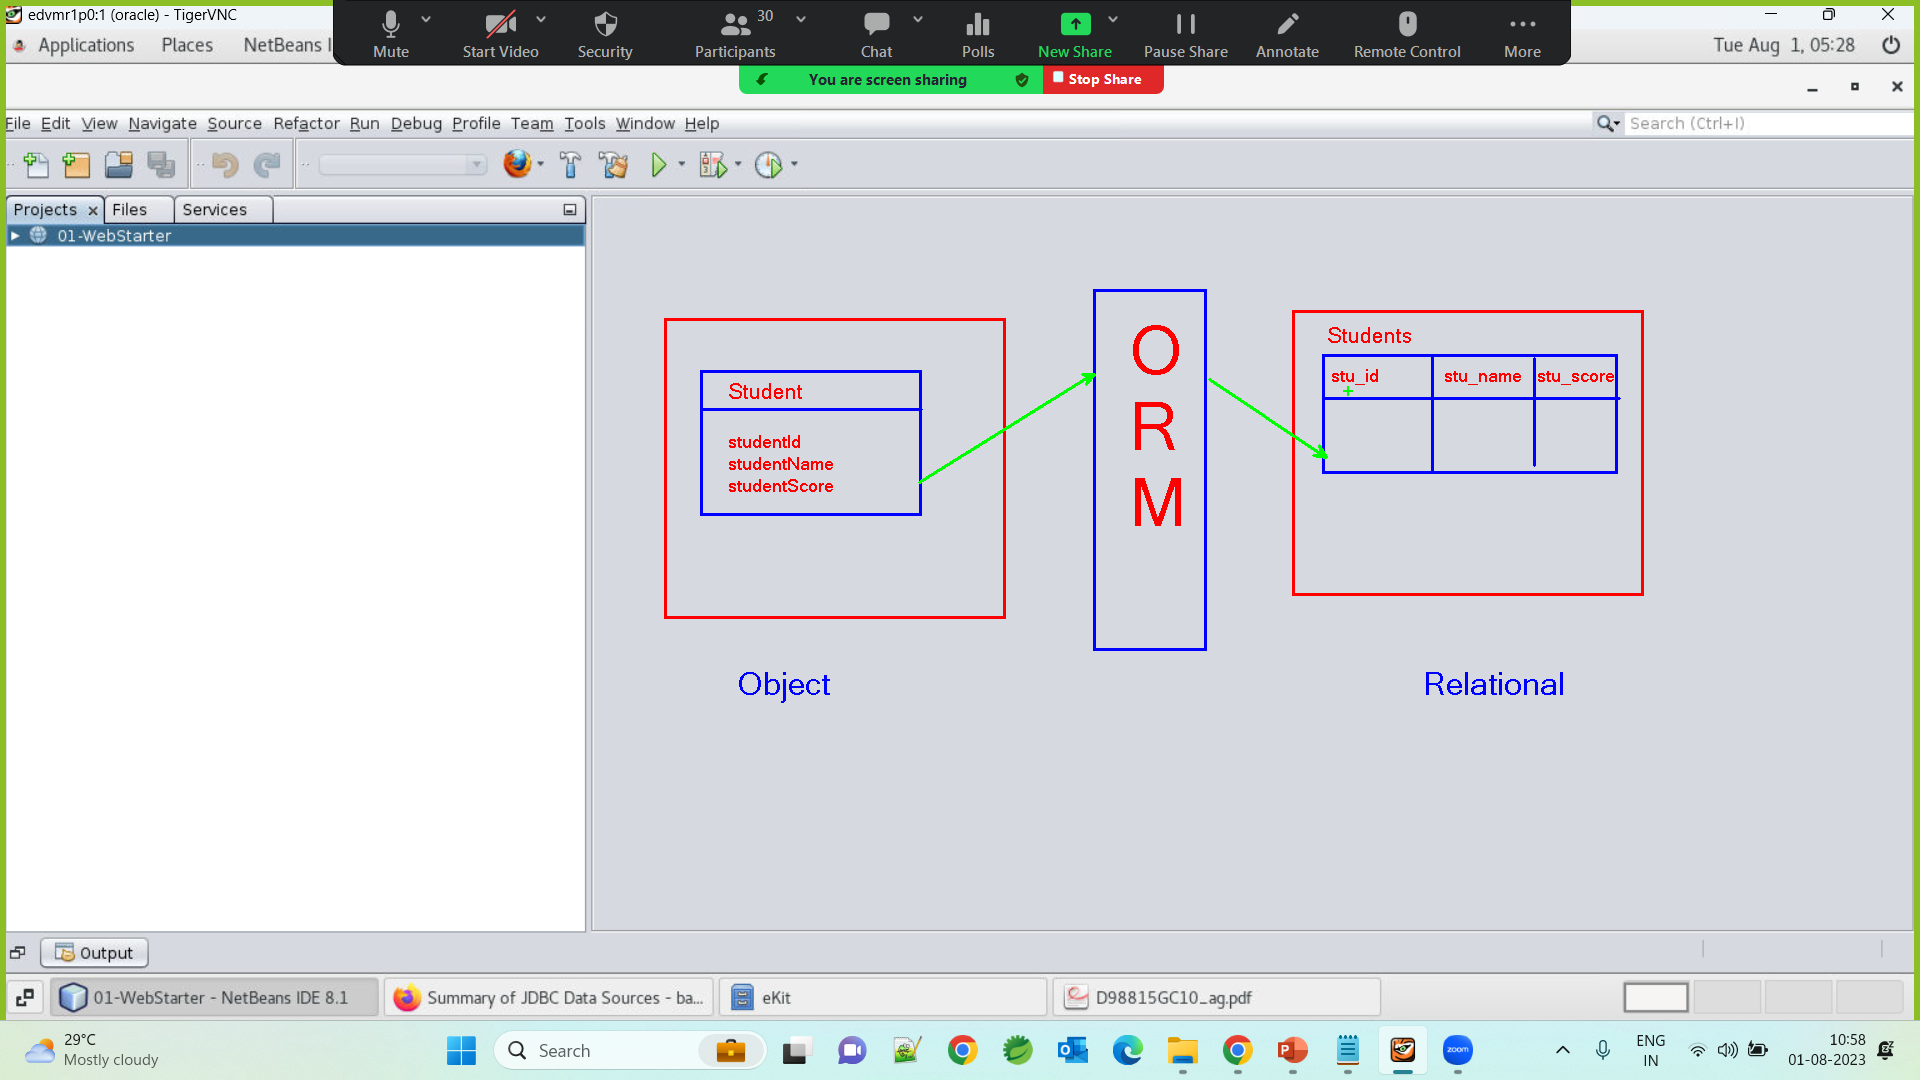 edvmr1p0:1 (oracle) - TigerVNC
Mute
Start Video
Security
30
Participants
Chat
Polls
New Share
Pause Share
Annotate
Remote Control
More
Applications Places NetBeans I
Tue Aug 1, 05:28
You are screen sharing
Stop Share
File Edit View Navigate Source Refactor Run Debug Profile Team Tools Window Help
Search (Ctrl+I)
Projects Files Services
01-WebStarter
Student
studentId
studentName
studentScore
Object
O
R
M
Students
stu_id stu_name stu_score
Relational
Output
01-WebStarter - NetBeans IDE 8.1
Summary of JDBC Data Sources - ba...
eKit
D98815GC10_ag.pdf
29°C
Mostly cloudy
Search
zoom
ENG
IN
10:58
01-08-2023